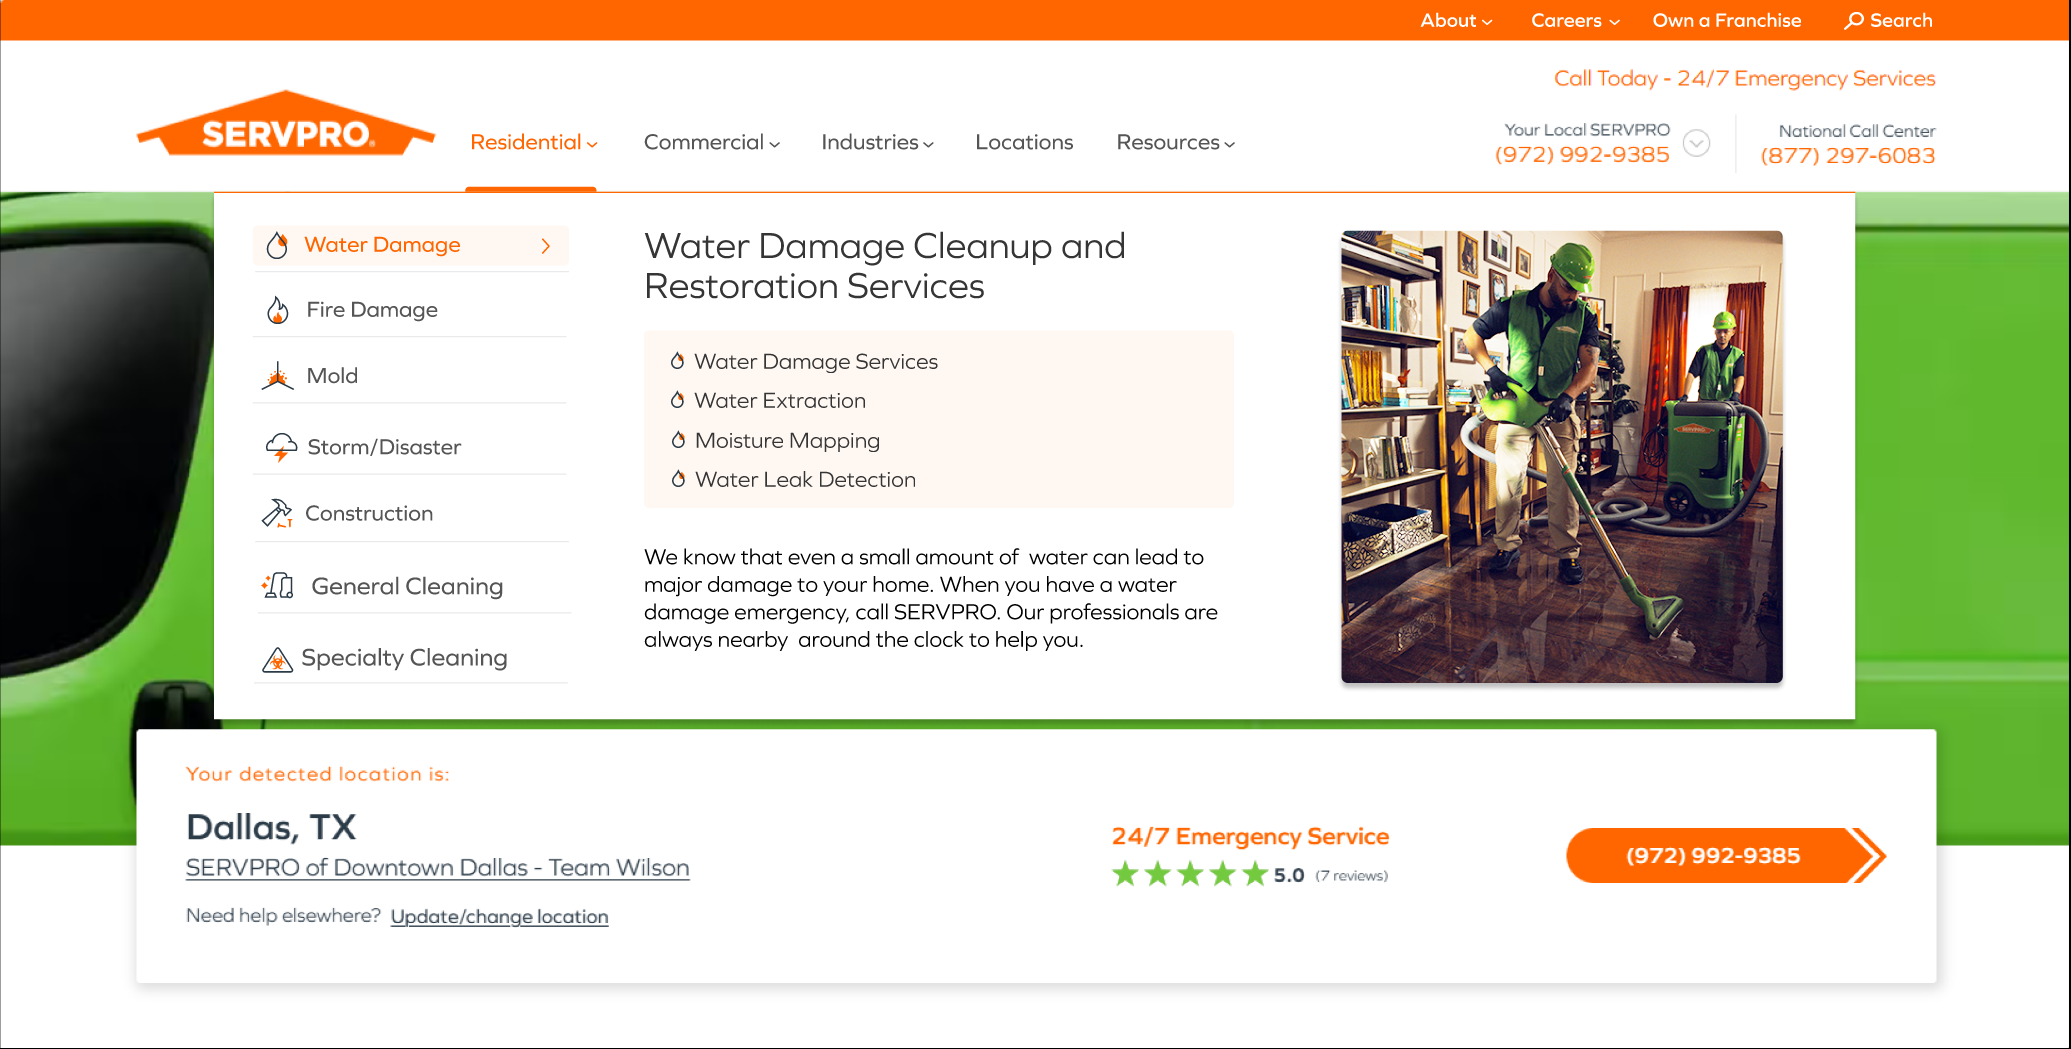 About
Careers
Own a Franchise
Search
Call Today - 24/7 Emergency Services
SERVPRO®
Residential
Commercial
Industries
Locations
Resources
Your Local SERVPRO
(972) 992-9385
National Call Center
(877) 297-6083
Water Damage
Fire Damage
Mold
Storm/Disaster
Construction
General Cleaning
Specialty Cleaning
Water Damage Cleanup and
Restoration Services
Water Damage Services
Water Extraction
Moisture Mapping
Water Leak Detection
We know that even a small amount of  water can lead to
major damage to your home. When you have a water
damage emergency, call SERVPRO. Our professionals are
always nearby  around the clock to help you.
SERVPRO
Your detected location is:
Dallas, TX
SERVPRO of Downtown Dallas - Team Wilson
Need help elsewhere? Update/change location
24/7 Emergency Service
5.0 (7 reviews)
(972) 992-9385